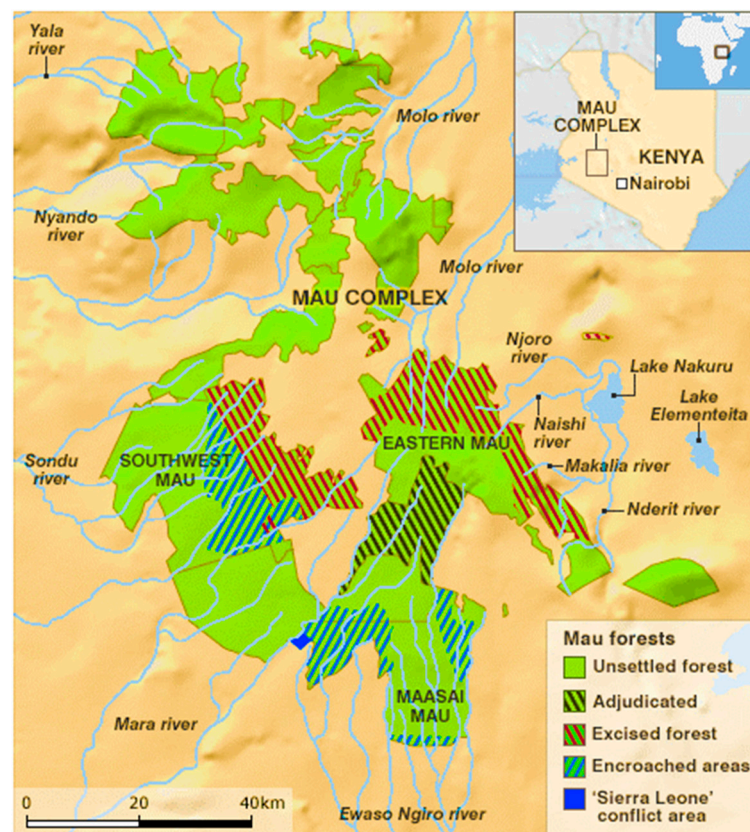 Yala
river
Molo river
MAU
COMPLEX
KENYA
Nairobi
Nyando
river
Molo river
MAU COMPLEX
Njoro
river
Lake Nakuru
Lake
Elementeita
Naishi
river
EASTERN MAU
SOUTHWEST
MAU
Sondu
river
Makalia river
Nderit river
Mau forests
Unsettled forest
Adjudicated
Excised forest
Encroached areas
'Sierra Leone'
conflict area
MAASAI
MAU
Mara river
0 20 40km
Ewaso Ngiro river